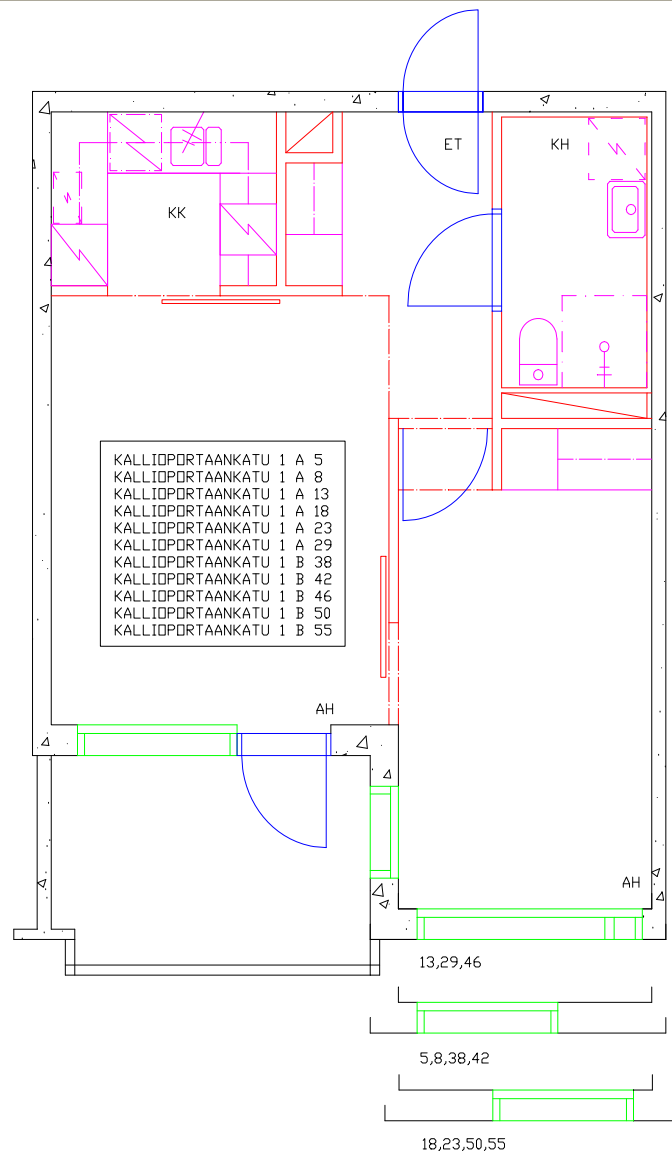 ET
KH
KK
KALLIOPORTAANKATU 1 A 5
KALLIOPORTAANKATU 1 A 8
KALLIOPORTAANKATU 1 A 13
KALLIOPORTAANKATU 1 A 18
KALLIOPORTAANKATU 1 A 23
KALLIOPORTAANKATU 1 A 29
KALLIOPORTAANKATU 1 B 38
KALLIOPORTAANKATU 1 B 42
KALLIOPORTAANKATU 1 B 46
KALLIOPORTAANKATU 1 B 50
KALLIOPORTAANKATU 1 B 55
AH
AH
13,29,46
5,8,38,42
18,23,50,55